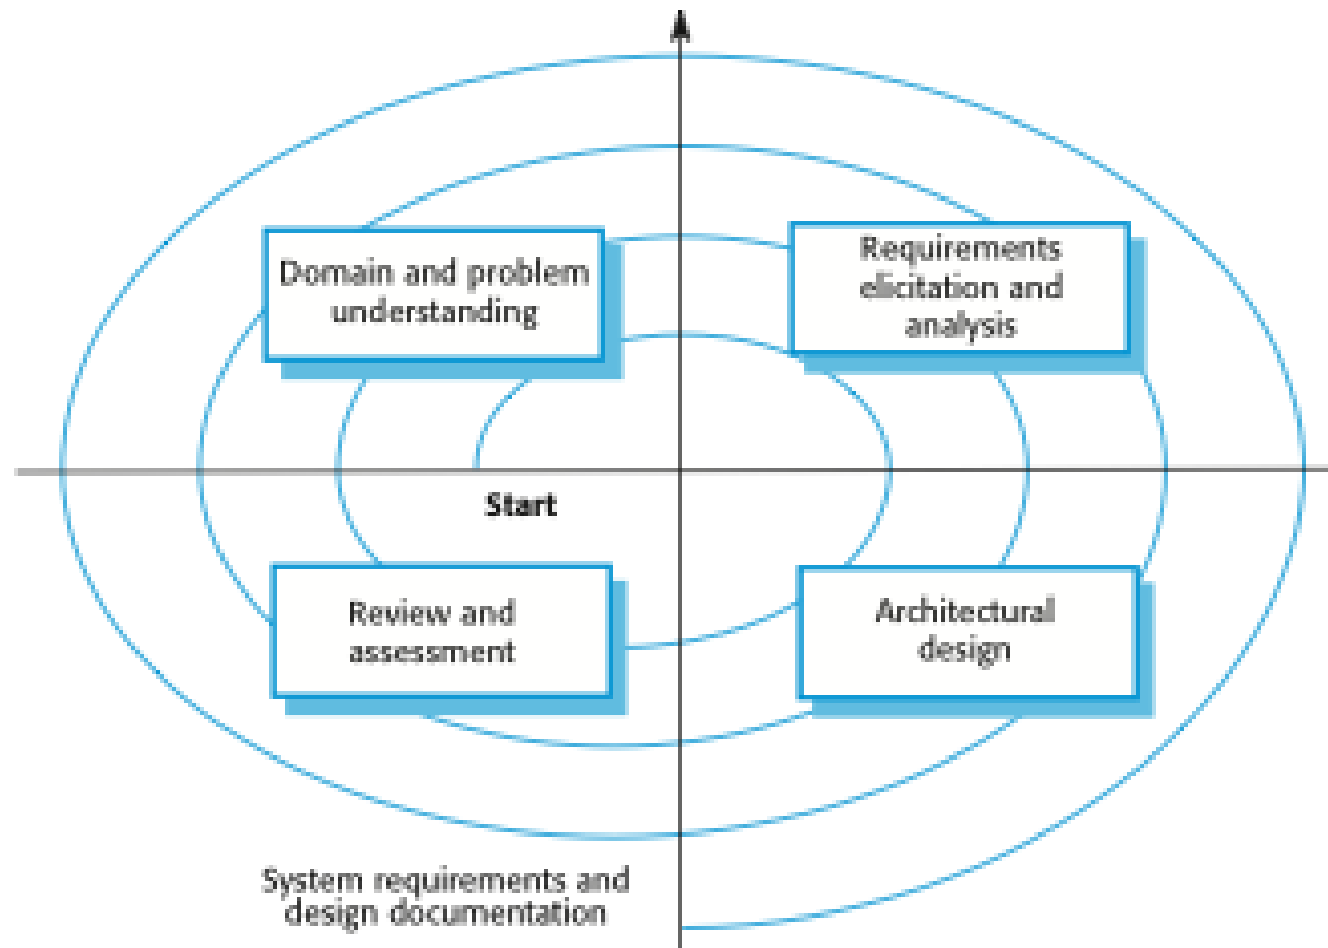 Domain and problem
understanding
Requirements
elicitation and
analysis
Start
Review and
assessment
Architectural
design
System requirements and
design documentation